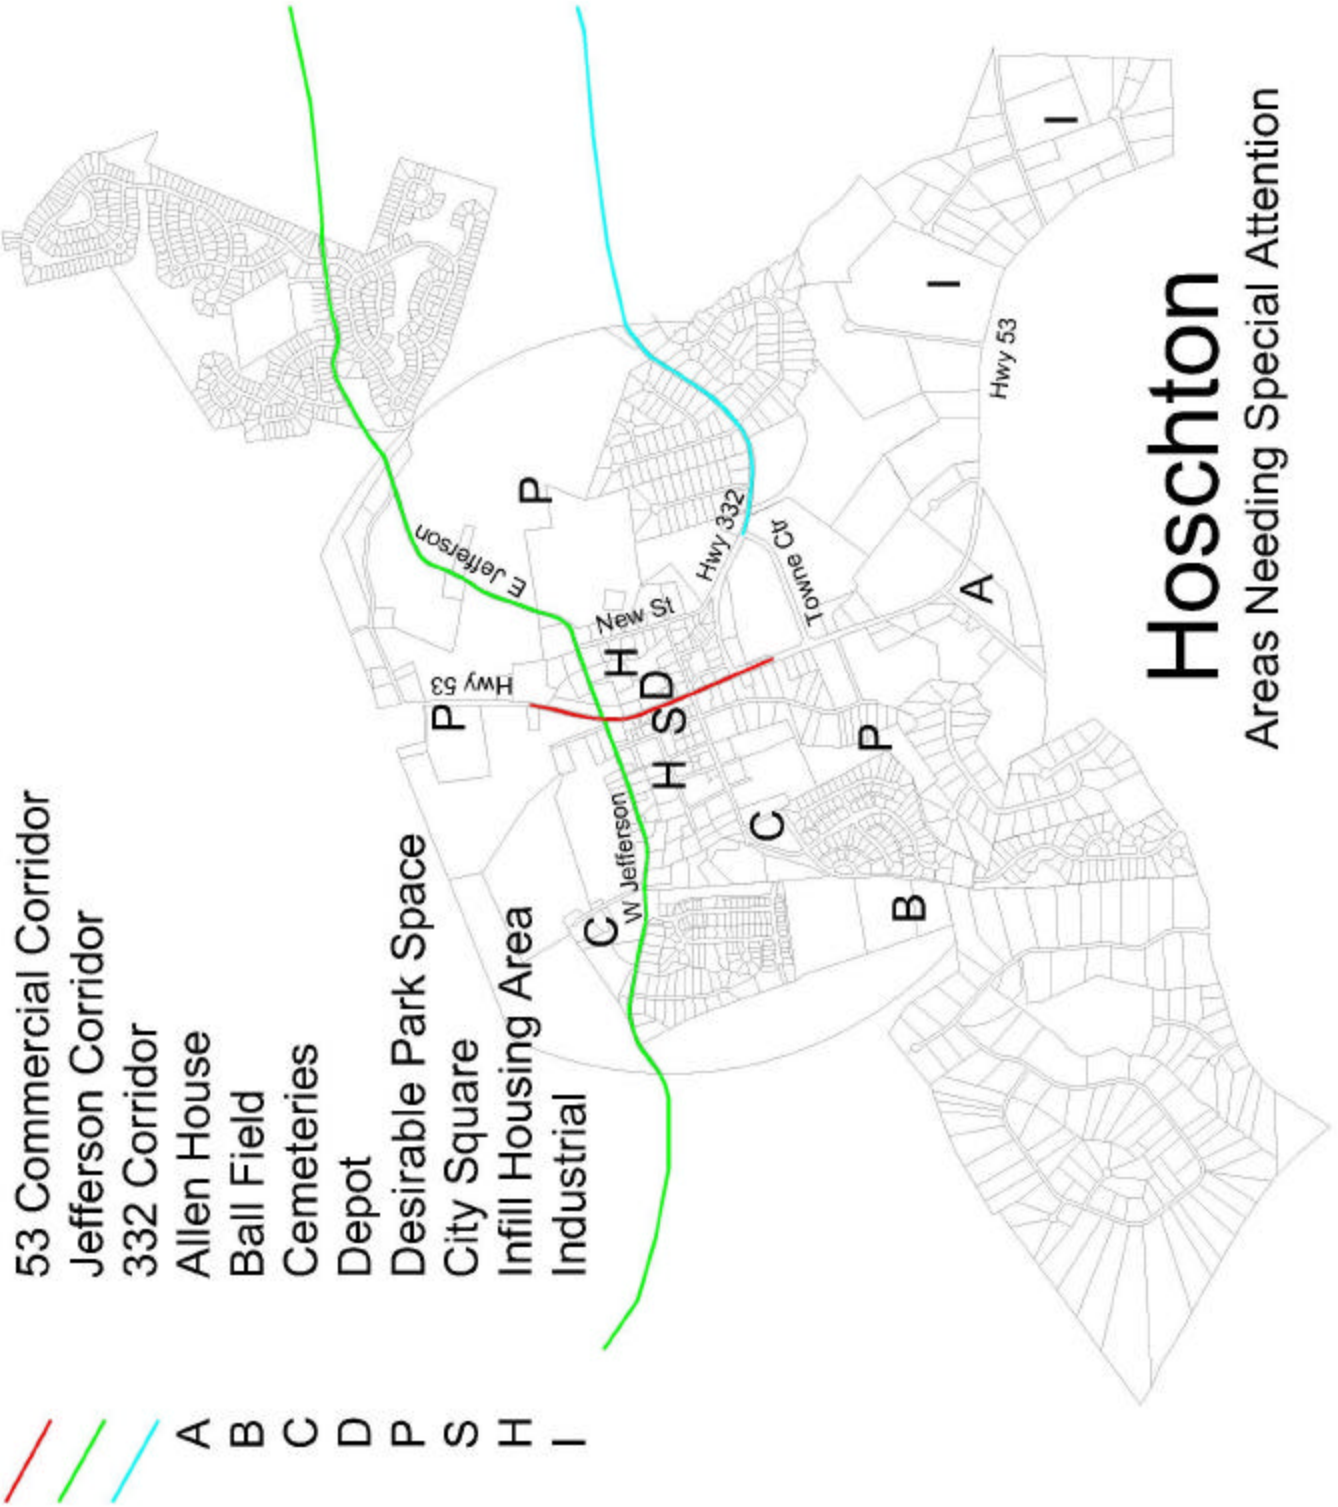 53 Commercial Corridor
Jefferson Corridor
332 Corridor
A Allen House
B Ball Field
C Cemeteries
D Depot
P Desirable Park Space
S City Square
H Infill Housing Area
I Industrial
C
W Jefferson
B
C
H
P
S
P
D
H
Hwy 53
New St
E Jefferson
P
Hwy 332
Towne Ctr
A
Hwy 53
I
I
Hoschton
Areas Needing Special Attention